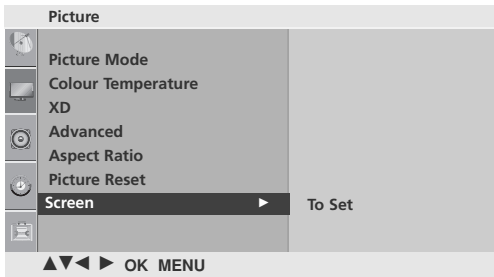 Picture
Picture Mode
Colour Temperature
XD
Advanced
Aspect Ratio
Picture Reset
Screen ► To Set
▲▼◄ ► OK MENU